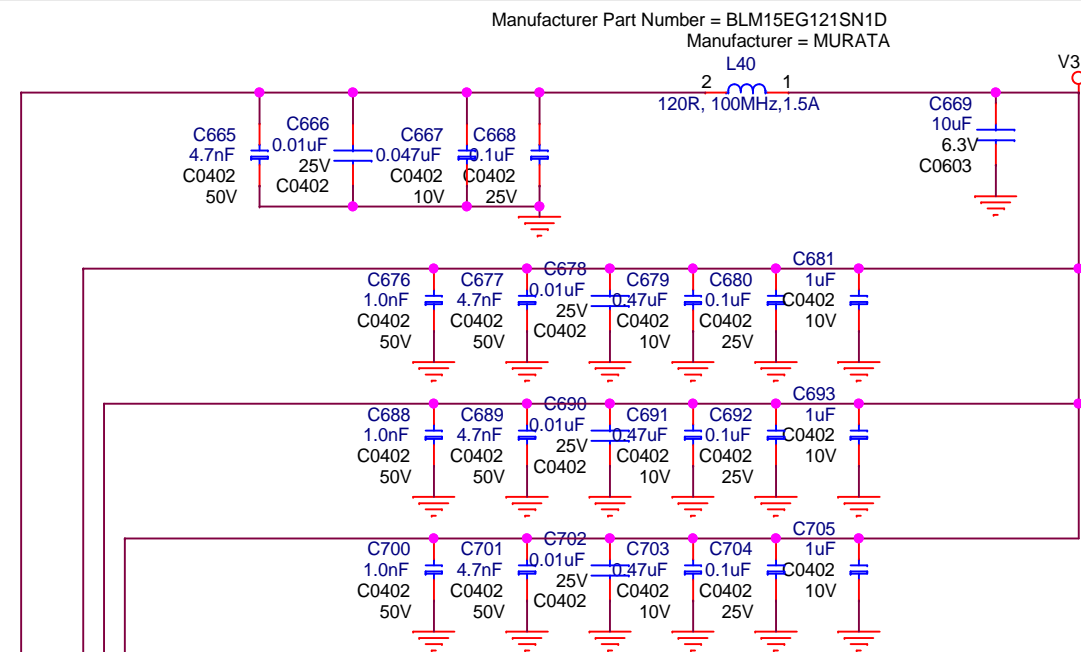 Manufacturer Part Number = BLM15EG121SN1D
Manufacturer = MURATA
L40
2
1
120R, 100MHz,1.5A
V3
C665
4.7nF
C0402
50V
C666
0.01uF
25V
C0402
C667
0.047uF
C0402
10V
C668
0.1uF
C0402
25V
C669
10uF
6.3V
C0603
C676
1.0nF
C0402
50V
C677
4.7nF
C0402
50V
C678
0.01uF
25V
C0402
C679
0.47uF
C0402
10V
C680
0.1uF
C0402
25V
C681
1uF
C0402
10V
C688
1.0nF
C0402
50V
C689
4.7nF
C0402
50V
C690
0.01uF
25V
C0402
C691
0.47uF
C0402
10V
C692
0.1uF
C0402
25V
C693
1uF
C0402
10V
C700
1.0nF
C0402
50V
C701
4.7nF
C0402
50V
C702
0.01uF
25V
C0402
C703
0.47uF
C0402
10V
C704
0.1uF
C0402
25V
C705
1uF
C0402
10V